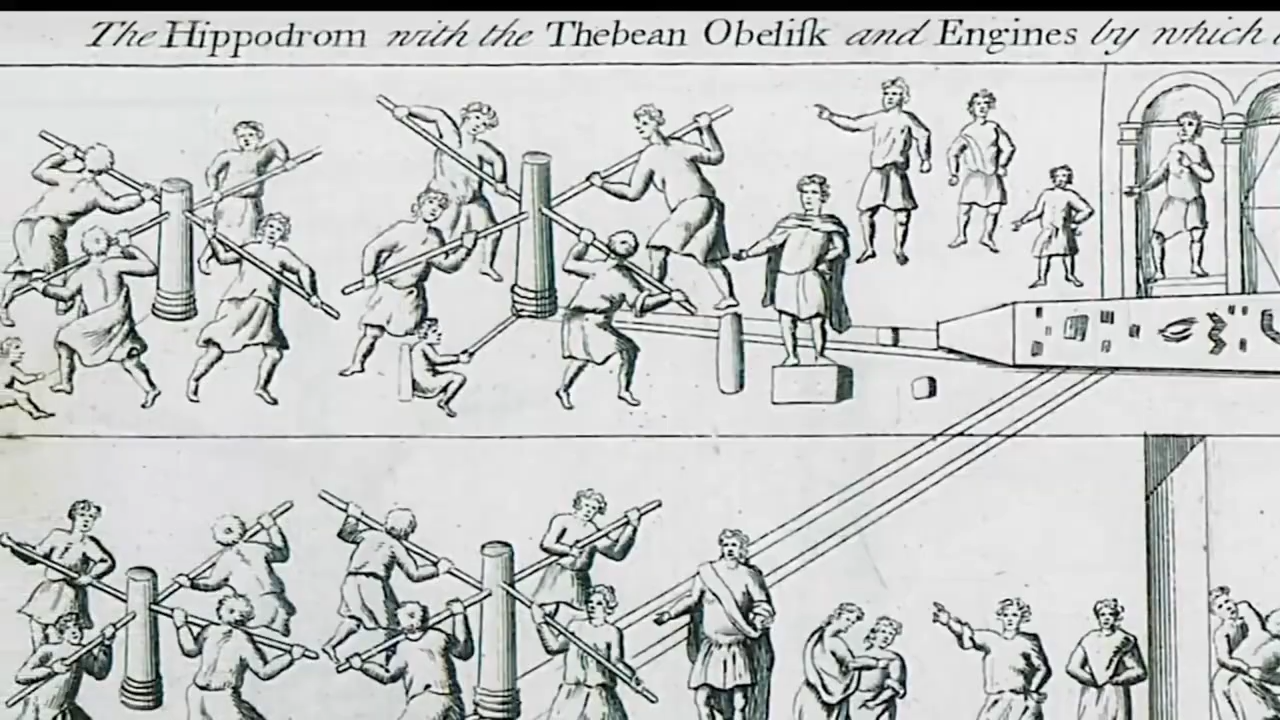 The Hippodrom with the Thebean Obeliſk and Engines by which